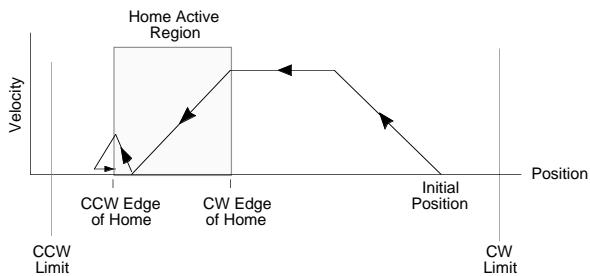 Home Active
Region
Velocity
Position
CCW Edge
of Home
CW Edge
of Home
Initial
Position
CCW
Limit
CW
Limit